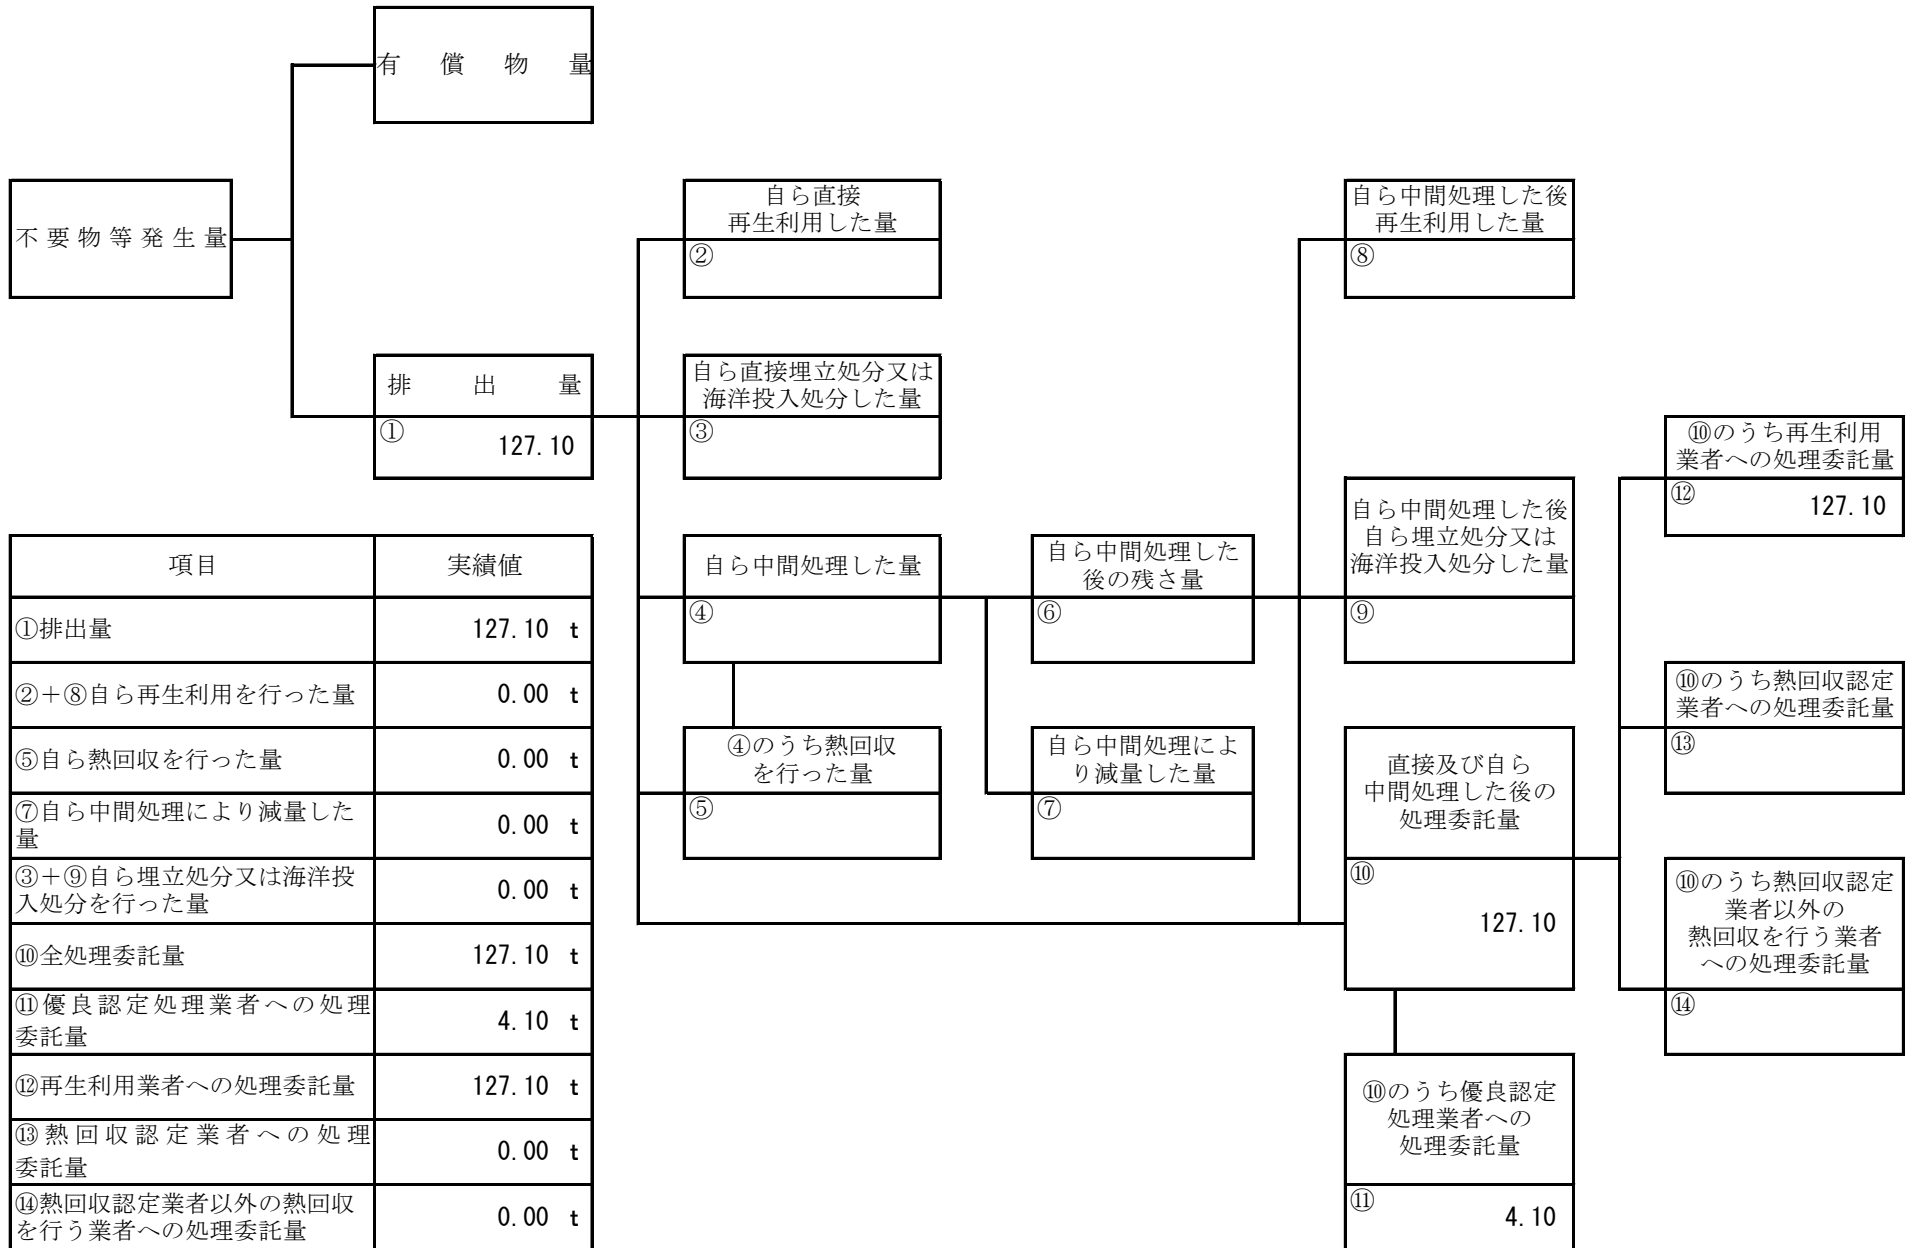 有償物量
不要物等発生量
自ら直接
再生利用した量
②
自ら中間処理した後
再生利用した量
⑧
排出量
①
127.10
自ら直接埋立処分又は
海洋投入処分した量
③
⑩のうち再生利用
業者への処理委託量
⑫
127.10
自ら中間処理した量
④
自ら中間処理した
後の残さ量
⑥
自ら中間処理した後
自ら埋立処分又は
海洋投入処分した量
⑨
⑩のうち熱回収認定
業者への処理委託量
⑬
④のうち熱回収
を行った量
⑤
自ら中間処理によ
り減量した量
⑦
直接及び自ら
中間処理した後の
処理委託量
⑩
127.10
⑩のうち熱回収認定
業者以外の
熱回収を行う業者
への処理委託量
⑭
⑩のうち優良認定
処理業者への
処理委託量
⑪
4.10
項目 実績値
①排出量 127.10 t
②+⑧自ら再生利用を行った量 0.00 t
⑤自ら熱回収を行った量 0.00 t
⑦自ら中間処理により減量した
量 0.00 t
③+⑨自ら埋立処分又は海洋投
入処分を行った量 0.00 t
⑩全処理委託量 127.10 t
⑪優良認定処理業者への処理
委託量 4.10 t
⑫再生利用業者への処理委託量 127.10 t
⑬熱回収認定業者への処理
委託量 0.00 t
⑭熱回収認定業者以外の熱回収
を行う業者への処理委託量 0.00 t